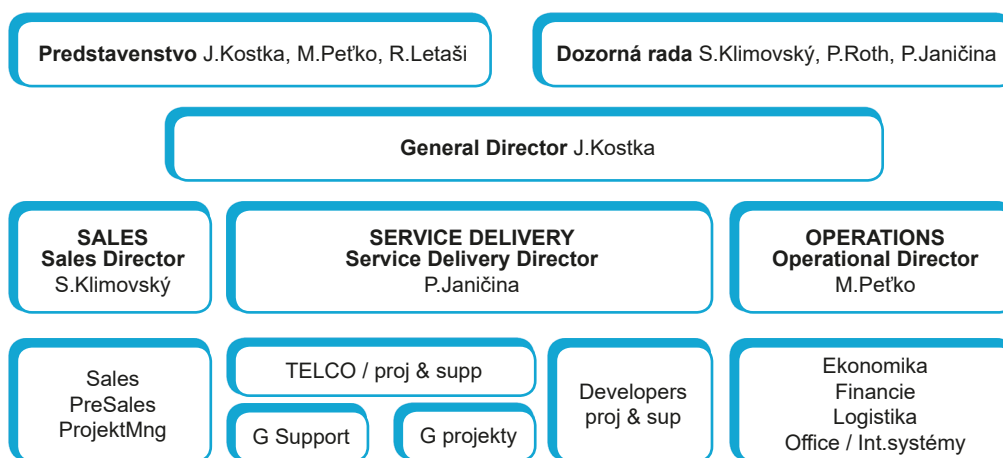 Predstavenstvo J.Kostka, M.Peťko, R.Letaši
Dozorná rada S.Klimovský, P.Roth, P.Janičina
General Director J.Kostka
SALES
Sales Director
S.Klimovský
SERVICE DELIVERY
Service Delivery Director
P.Janičina
OPERATIONS
Operational Director
M.Peťko
Sales
PreSales
ProjektMng
TELCO / proj & supp
G Support
G projekty
Developers
proj & sup
Ekonomika
Financie
Logistika
Office / Int.systémy